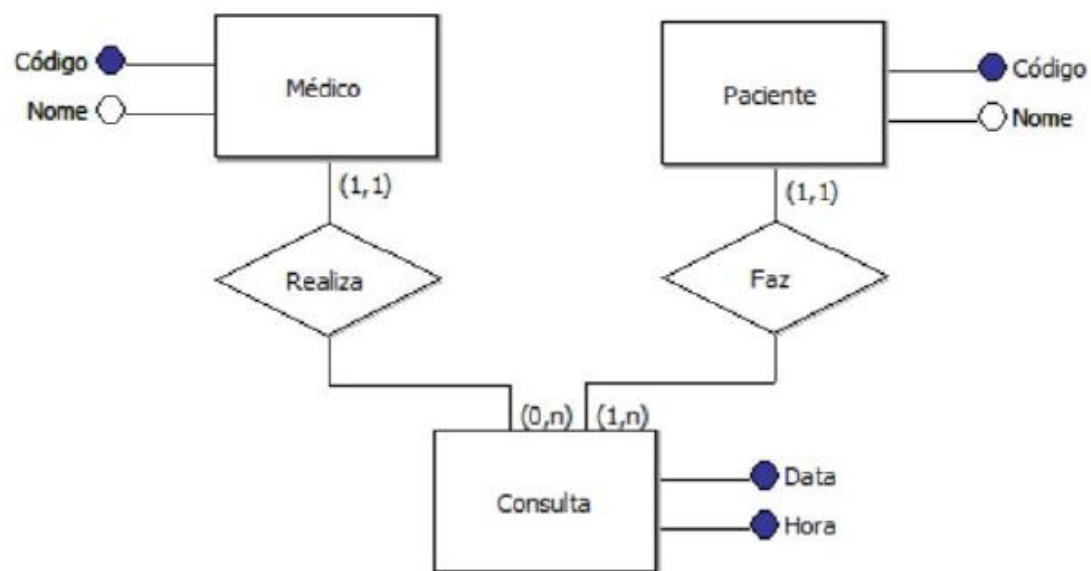 Código
Nome
Médico
Paciente
Código
Nome
(1,1)
(1,1)
Realiza
Faz
(0,n)
(1,n)
Consulta
Data
Hora